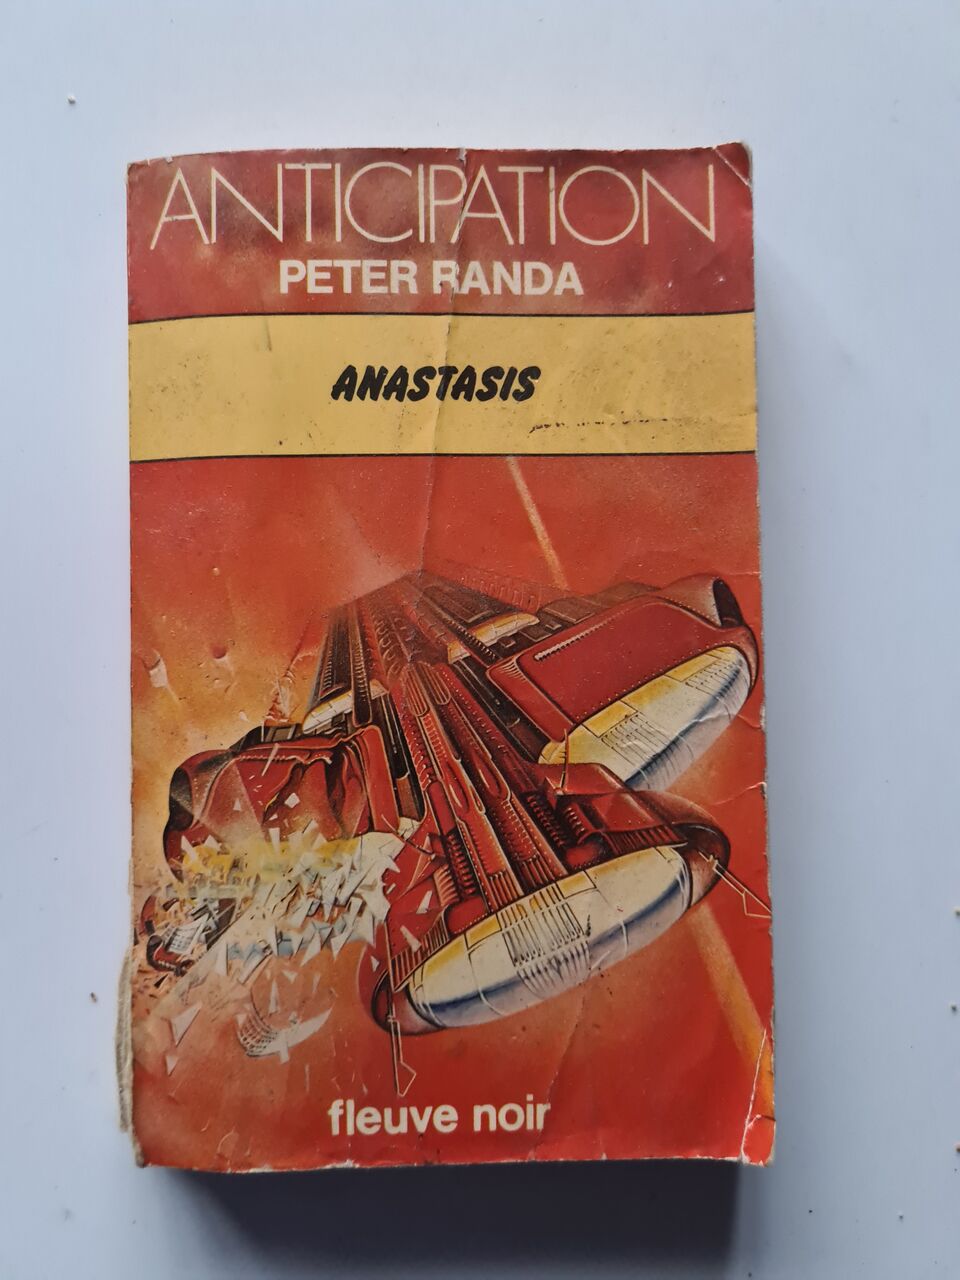 ANTICIPATION
PETER RANDA
ANASTASIS
fleuve noir